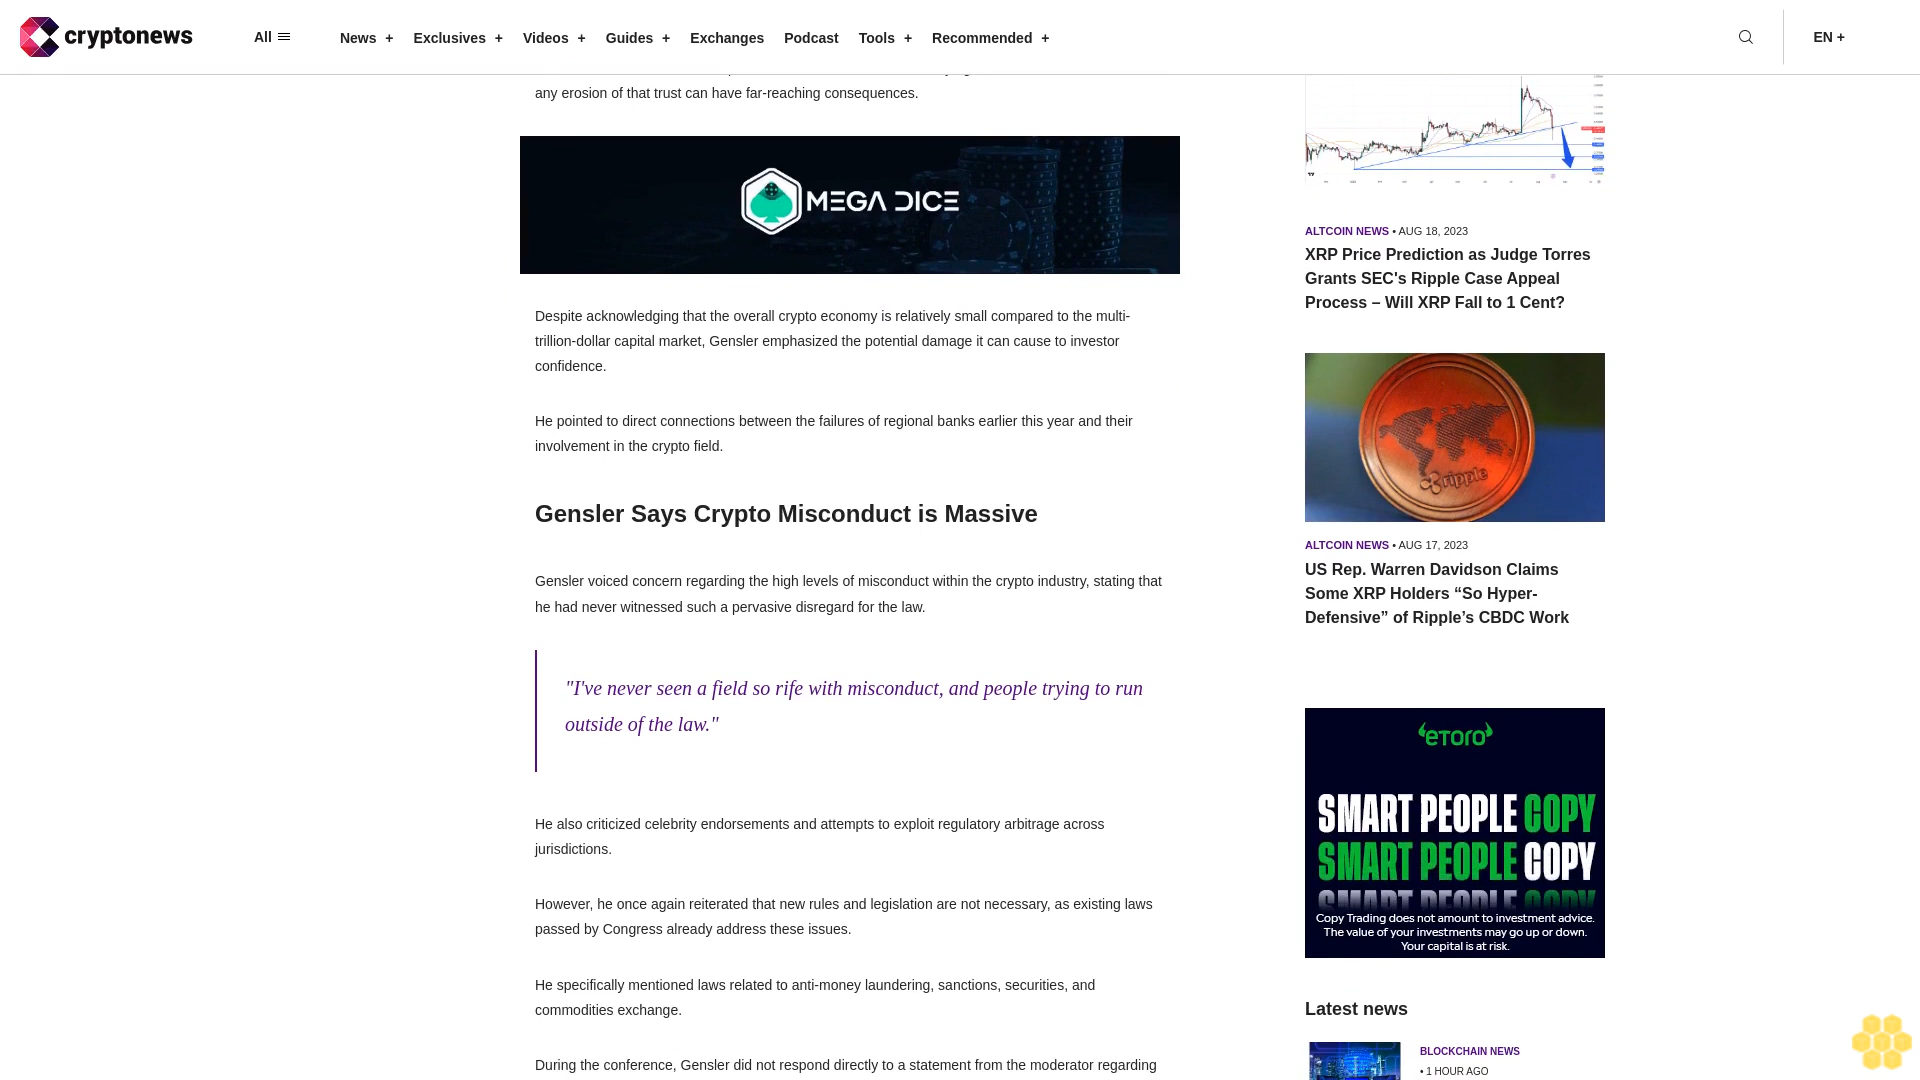 cryptonews
All
News + Exclusives + Videos + Guides + Exchanges Podcast Tools + Recommended +
EN +
any erosion of that trust can have far-reaching consequences.
MEGA DICE
Despite acknowledging that the overall crypto economy is relatively small compared to the multi-
trillion-dollar capital market, Gensler emphasized the potential damage it can cause to investor
confidence.
He pointed to direct connections between the failures of regional banks earlier this year and their
involvement in the crypto field.
Gensler Says Crypto Misconduct is Massive
Gensler voiced concern regarding the high levels of misconduct within the crypto industry, stating that
he had never witnessed such a pervasive disregard for the law.
"I've never seen a field so rife with misconduct, and people trying to run
outside of the law."
He also criticized celebrity endorsements and attempts to exploit regulatory arbitrage across
jurisdictions.
However, he once again reiterated that new rules and legislation are not necessary, as existing laws
passed by Congress already address these issues.
He specifically mentioned laws related to anti-money laundering, sanctions, securities, and
commodities exchange.
During the conference, Gensler did not respond directly to a statement from the moderator regarding
ALTCOIN NEWS • AUG 18, 2023
XRP Price Prediction as Judge Torres
Grants SEC's Ripple Case Appeal
Process – Will XRP Fall to 1 Cent?
ripple
ALTCOIN NEWS • AUG 17, 2023
US Rep. Warren Davidson Claims
Some XRP Holders “So Hyper-
Defensive” of Ripple’s CBDC Work
eToro
SMART PEOPLE COPY
SMART PEOPLE COPY
SMART PEOPLE COPY
Copy Trading does not amount to investment advice.
The value of your investments may go up or down.
Your capital is at risk.
Latest news
BLOCKCHAIN NEWS
• 1 HOUR AGO